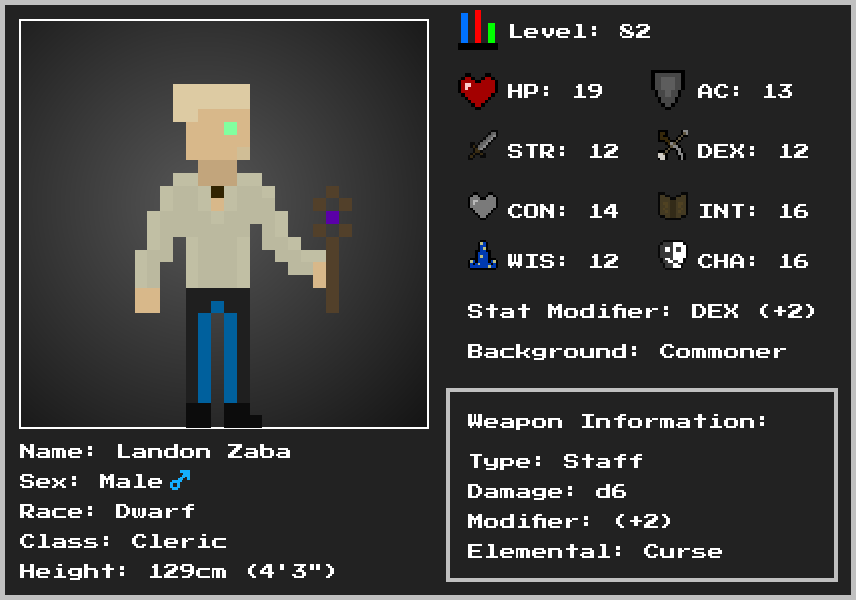 Level: 82
HP: 19 AC: 13
STR: 12 DEX: 12
CON: 14 INT: 16
WIS: 12 CHA: 16
Stat Modifier: DEX (+2)
Background: Commoner
Weapon Information:
Type: Staff
Damage: d6
Modifier: (+2)
Elemental: Curse
Name: Landon Zaba
Sex: Male ♂
Race: Dwarf
Class: Cleric
Height: 129cm (4'3")